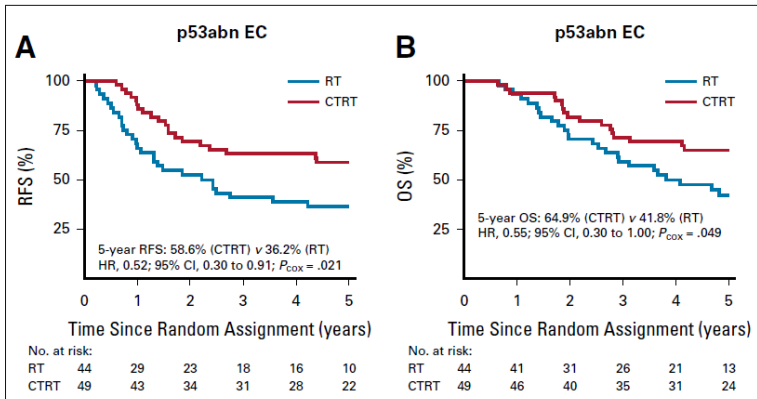 A
p53abn EC
RT
CTRT
RFS (%)
100
75
50
25
5-year RFS: 58.6% (CTRT) v 36.2% (RT)
HR, 0.52; 95% CI, 0.30 to 0.91; Pcox = .021
0 1 2 3 4 5
Time Since Random Assignment (years)
No. at risk:
RT 44 29 23 18 16 10
CTRT 49 43 34 31 28 22
B
p53abn EC
RT
CTRT
OS (%)
100
75
50
25
5-year OS: 64.9% (CTRT) v 41.8% (RT)
HR, 0.55; 95% CI, 0.30 to 1.00; Pcox = .049
0 1 2 3 4 5
Time Since Random Assignment (years)
No. at risk:
RT 44 41 31 26 21 13
CTRT 49 46 40 35 31 24